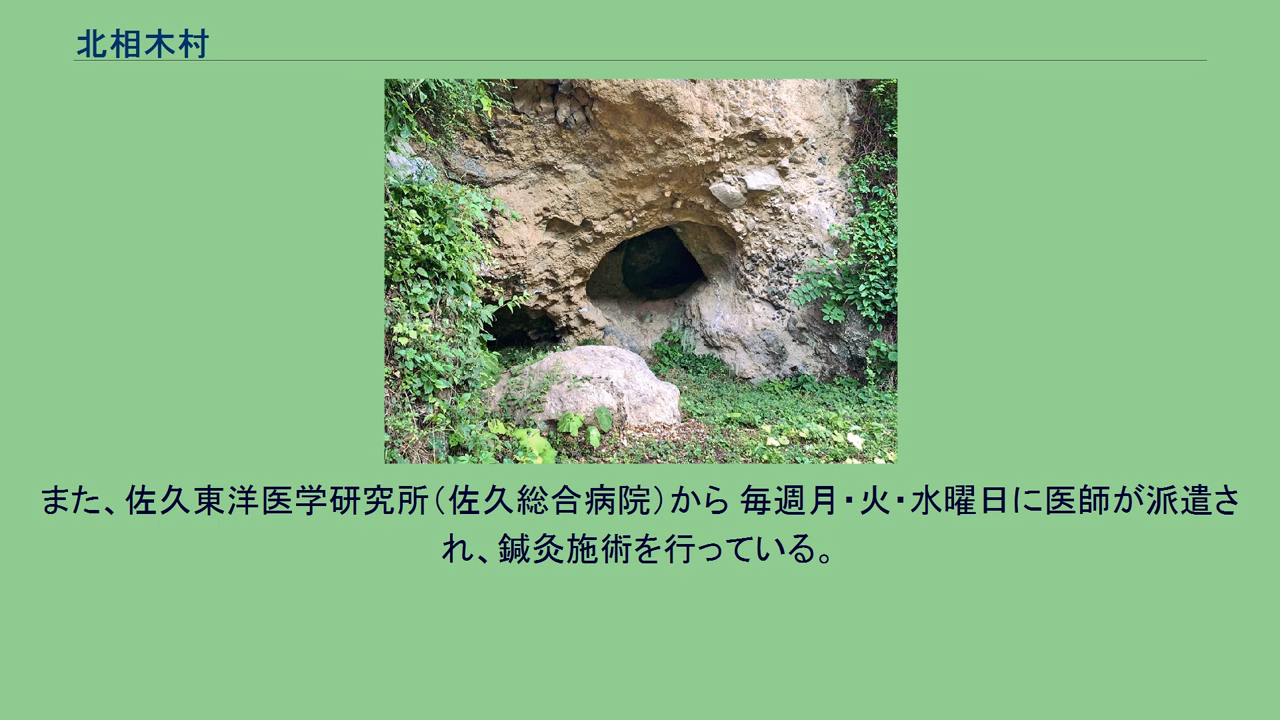 北相木村
また、佐久東洋医学研究所（佐久総合病院）から 毎週月・火・水曜日に医師が派遣さ
れ、鍼灸施術を行っている。